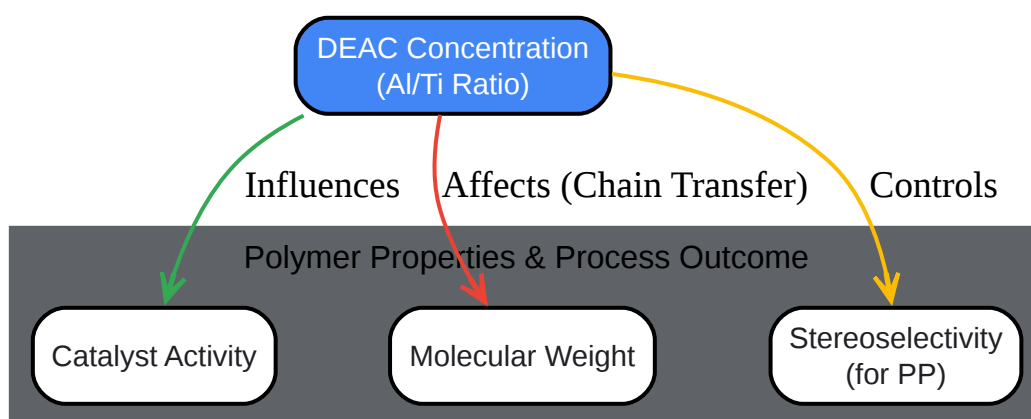 DEAC Concentration
(Al/Ti Ratio)
Influences
Affects (Chain Transfer)
Controls
Polymer Properties & Process Outcome
Catalyst Activity
Molecular Weight
Stereoselectivity
(for PP)